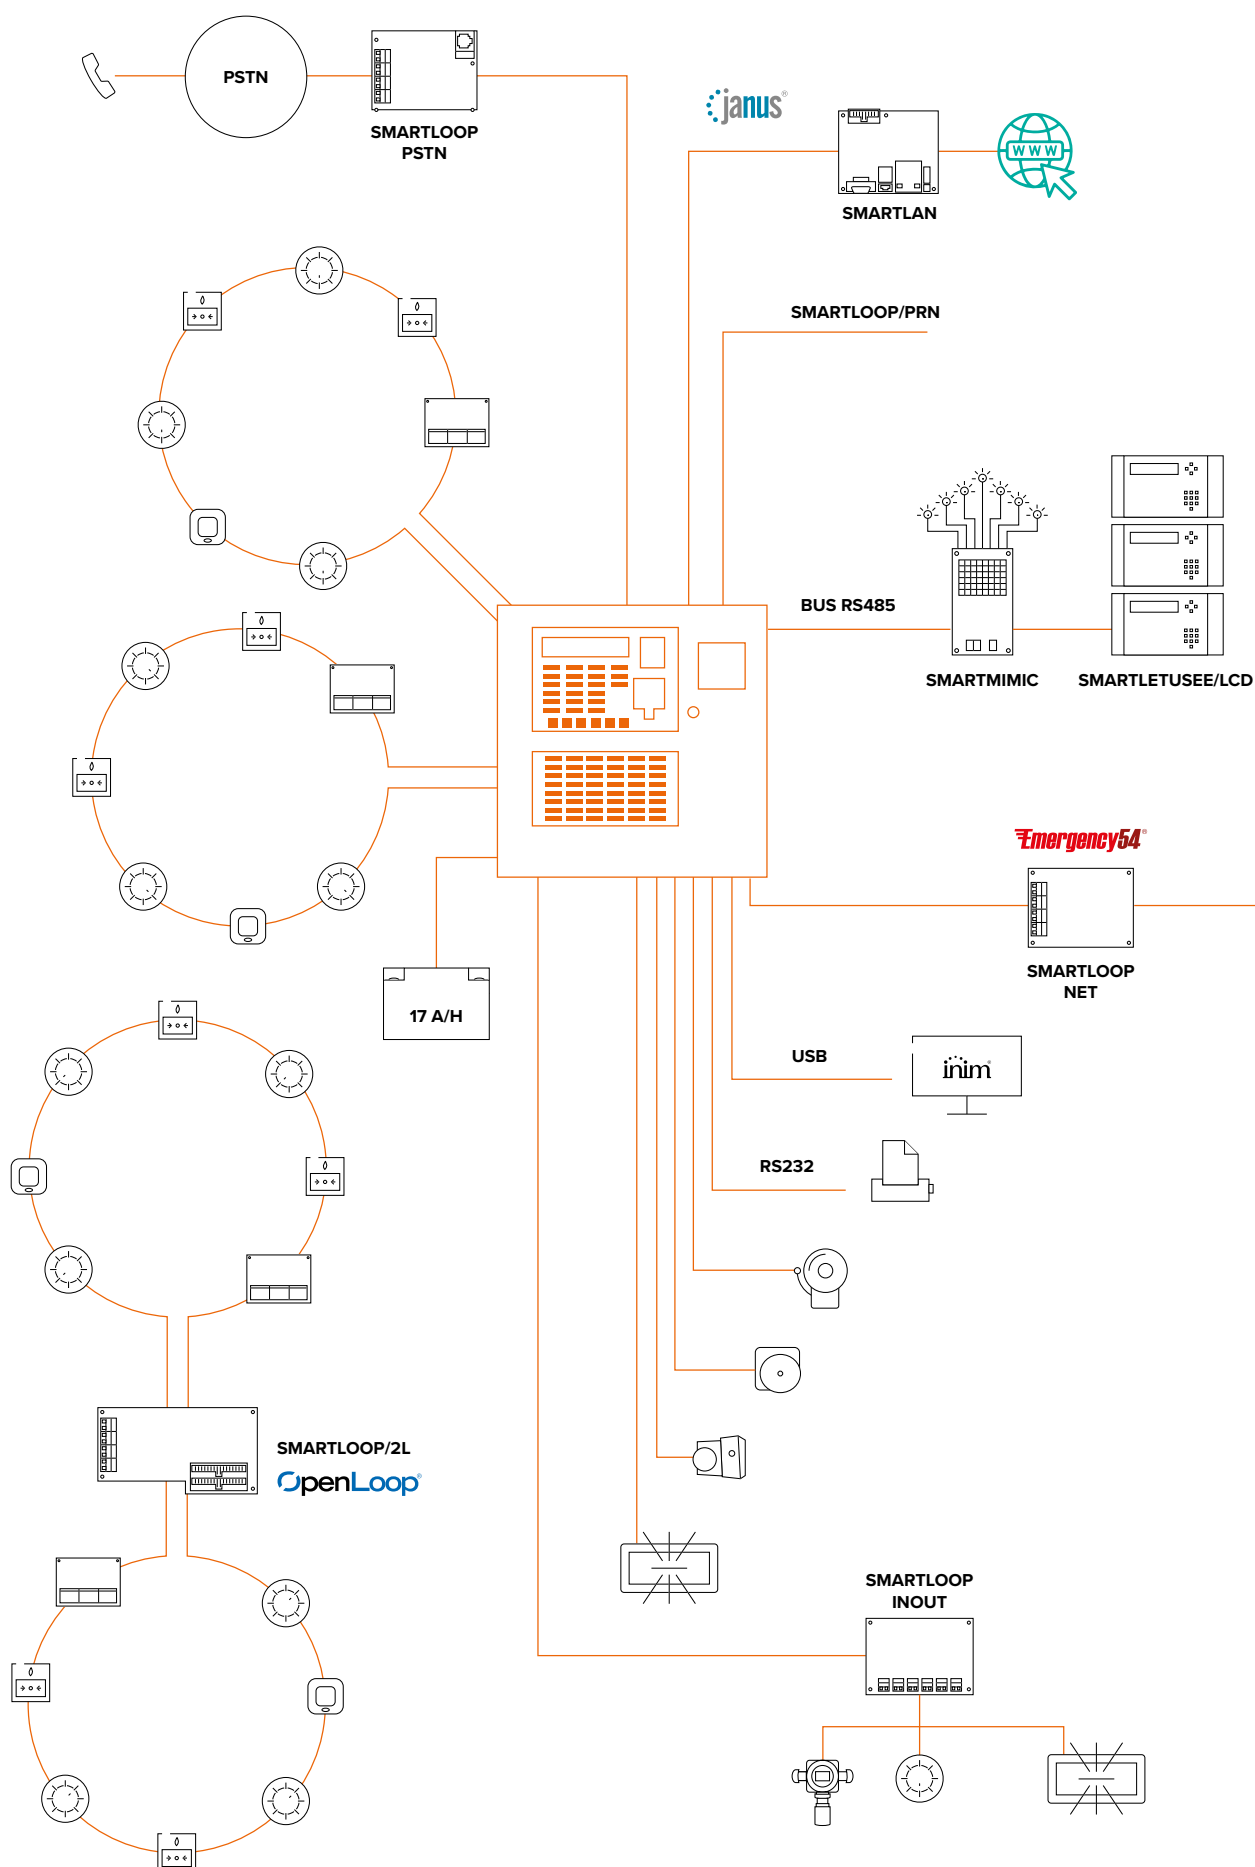 PSTN
SMARTLOOP
PSTN
janus®
WWW
SMARTLAN
SMARTLOOP/PRN
BUS RS485
SMARTMIMIC
SMARTLETUSEE/LCD
Emergency54®
SMARTLOOP
NET
17 A/H
USB
inim®
RS232
SMARTLOOP/2L
OpenLoop®
SMARTLOOP
INOUT